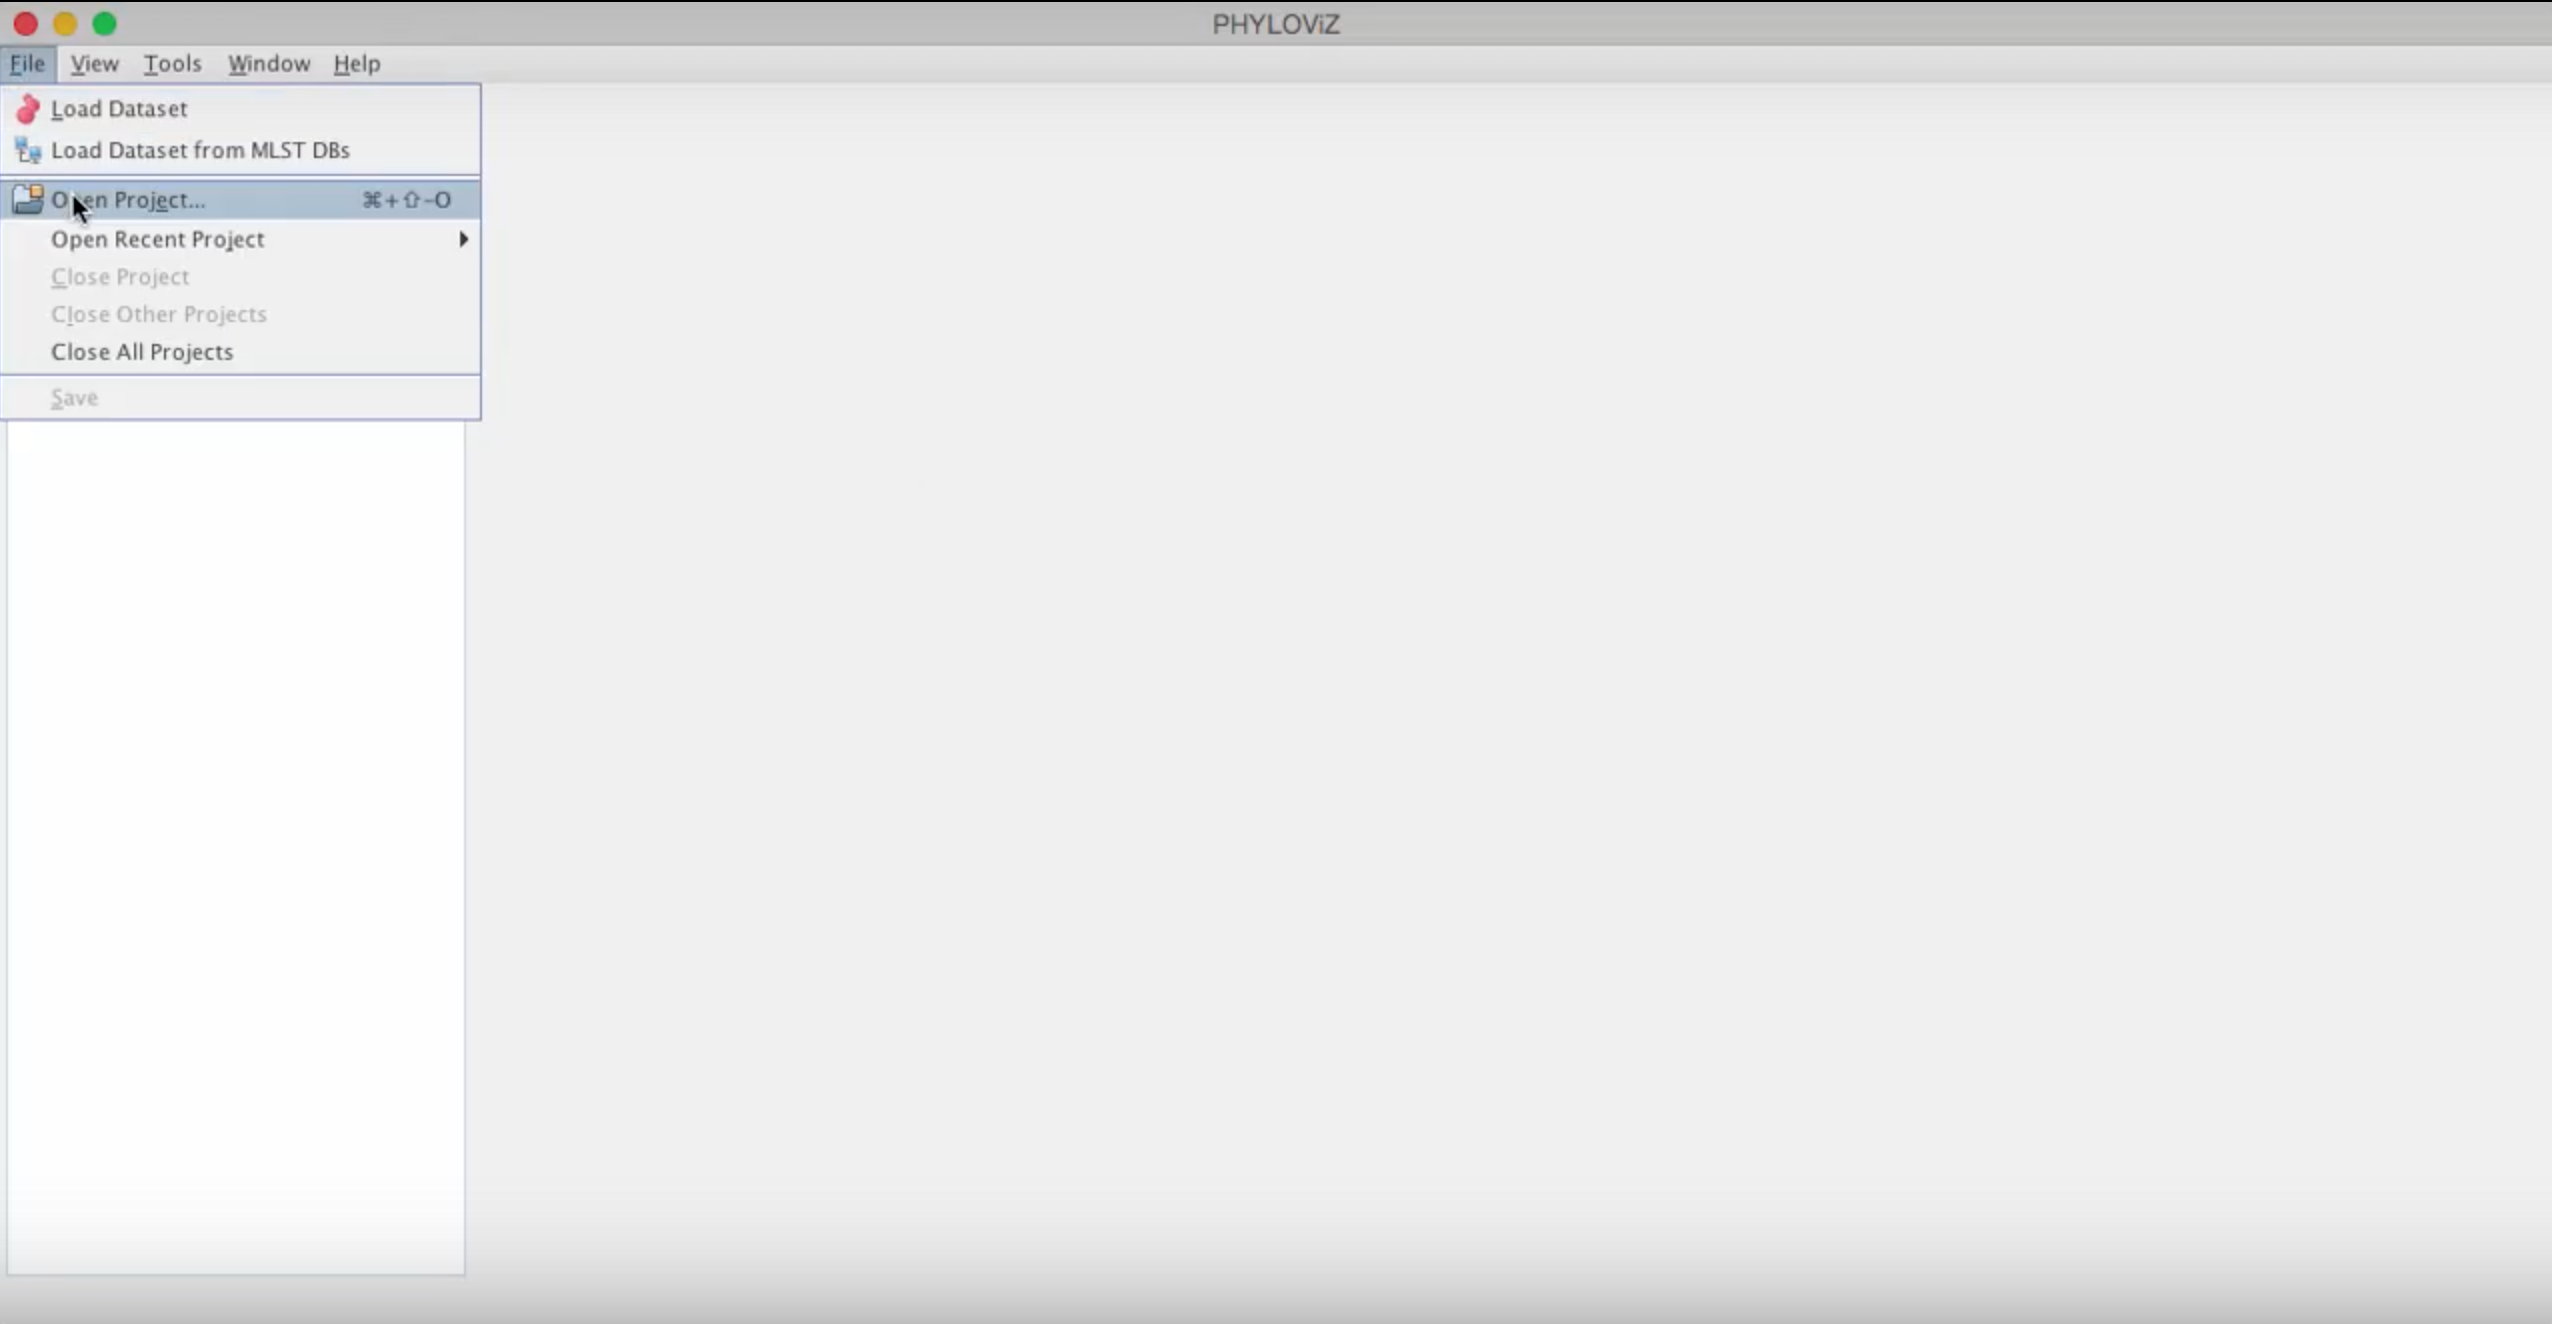 PHYLOViZ
File View Tools Window Help
Load Dataset
Load Dataset from MLST DBs
Open Project... ⌘+⇧-O
Open Recent Project
Close Project
Close Other Projects
Close All Projects
Save